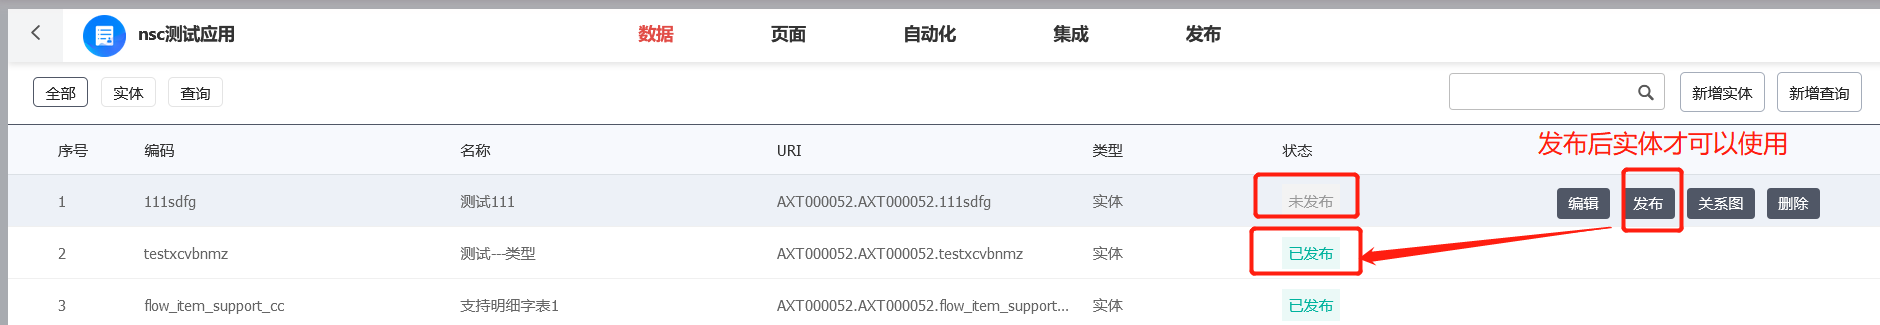 nsc测试应用 数据 页面 自动化 集成 发布
全部 实体 查询 新增实体 新增查询
发布后实体才可以使用
序号 编码 名称 URI 类型 状态
1 111sdfg 测试111 AXT000052.AXT000052.111sdfg 实体 未发布 编辑 发布 关系图 删除
2 testxcvbnmz 测试---类型 AXT000052.AXT000052.testxcvbnmz 实体 已发布
3 flow_item_support_cc 支持明细字表1 AXT000052.AXT000052.flow_item_support... 实体 已发布